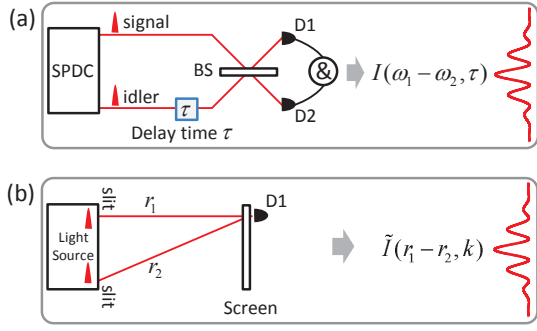 (a)
signal
SPDC
idler
τ
Delay time τ
BS
D1
&
D2
I(ω₁ − ω₂, τ)
(b)
slit
Light
Source
slit
r₁
r₂
D1
Screen
Ĩ(r₁ − r₂, k)